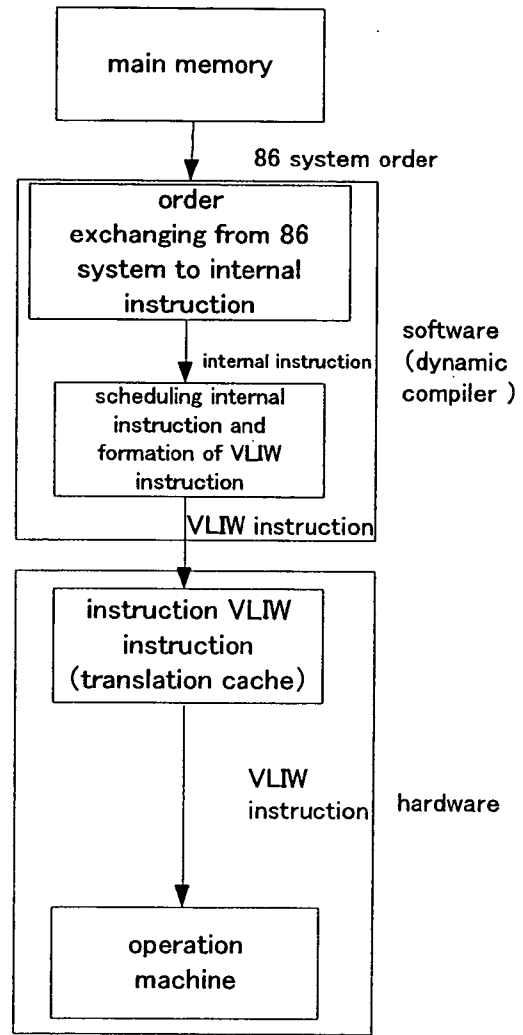 main memory
86 system order
order
exchanging from 86
system to internal
instruction
internal instruction
scheduling internal
instruction and
formation of VLIW
instruction
VLIW instruction
software
(dynamic
compiler )
instruction VLIW
instruction
(translation cache)
VLIW
instruction
hardware
operation
machine